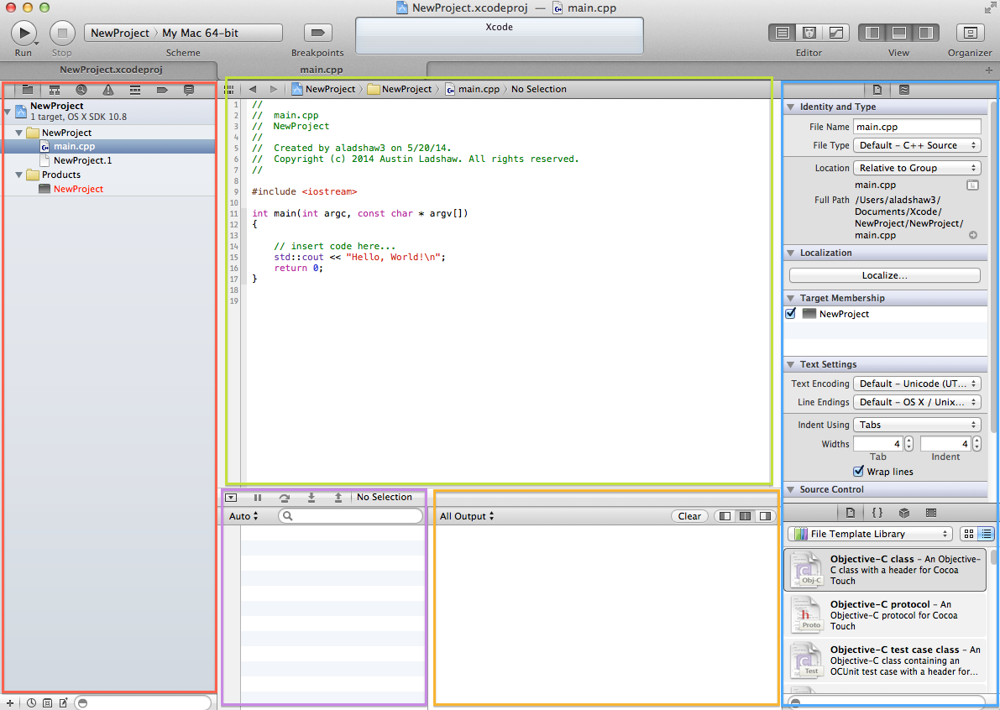 NewProject.xcodeproj — main.cpp
Run Stop NewProject My Mac 64-bit Scheme Breakpoints Xcode Editor View Organizer
NewProject.xcodeproj main.cpp
NewProject
1 target, OS X SDK 10.8
NewProject
main.cpp
NewProject.1
Products
NewProject
NewProject NewProject main.cpp No Selection
1 //
2 // main.cpp
3 // NewProject
4 //
5 // Created by aladshaw3 on 5/20/14.
6 // Copyright (c) 2014 Austin Ladshaw. All rights reserved.
7 //
8
9 #include <iostream>
10
11 int main(int argc, const char * argv[])
12 {
13
14 // insert code here...
15 std::cout << "Hello, World!\n";
16 return 0;
17 }
18
19
No Selection
Auto
All Output Clear
Identity and Type
File Name main.cpp
File Type Default - C++ Source
Location Relative to Group
main.cpp
Full Path /Users/aladshaw3/
Documents/Xcode/
NewProject/NewProject/
main.cpp
Localization
Localize...
Target Membership
NewProject
Text Settings
Text Encoding Default - Unicode (UT...
Line Endings Default - OS X / Unix...
Indent Using Tabs
Widths 4 4
Tab Indent
Wrap lines
Source Control
{ }
File Template Library
Obj-C
Objective-C class - An Objective-
C class with a header for Cocoa
Touch
h
Proto
Objective-C protocol - An
Objective-C protocol for Cocoa
Touch
Test
Objective-C test case class - An
Objective-C class containing an
OCUnit test case with a header for...